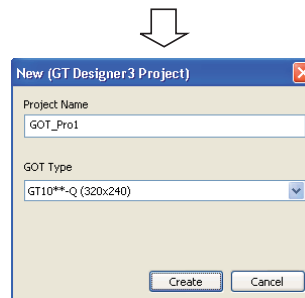 New (GT Designer3 Project)
Project Name
GOT_Pro1
GOT Type
GT10**-Q (320x240)
Create
Cancel